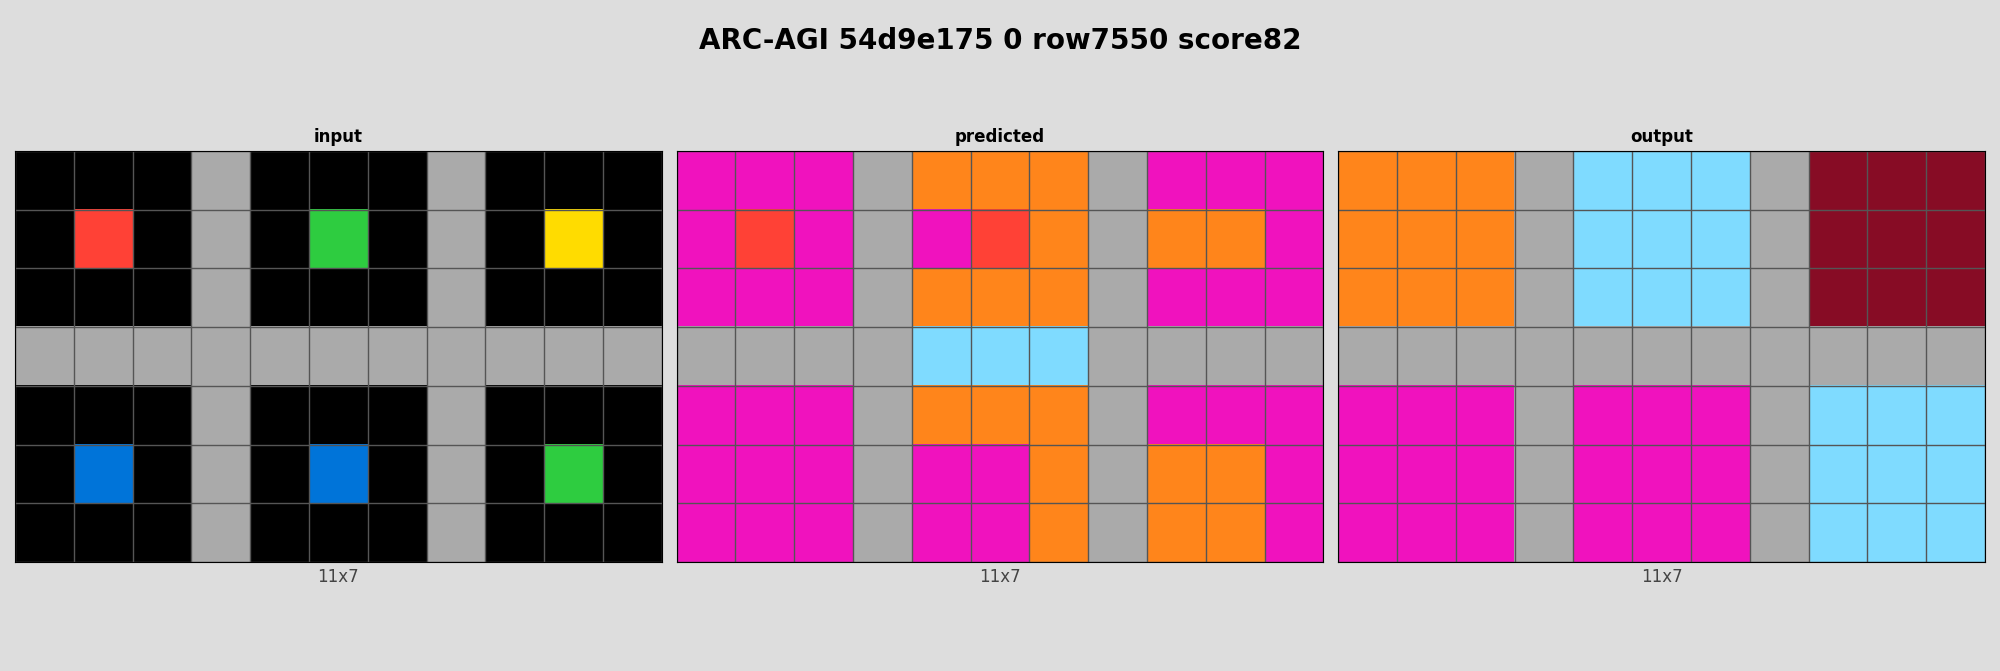 ARC-AGI 54d9e175 0 row7550 score82
input
predicted
output
11x7
11x7
11x7